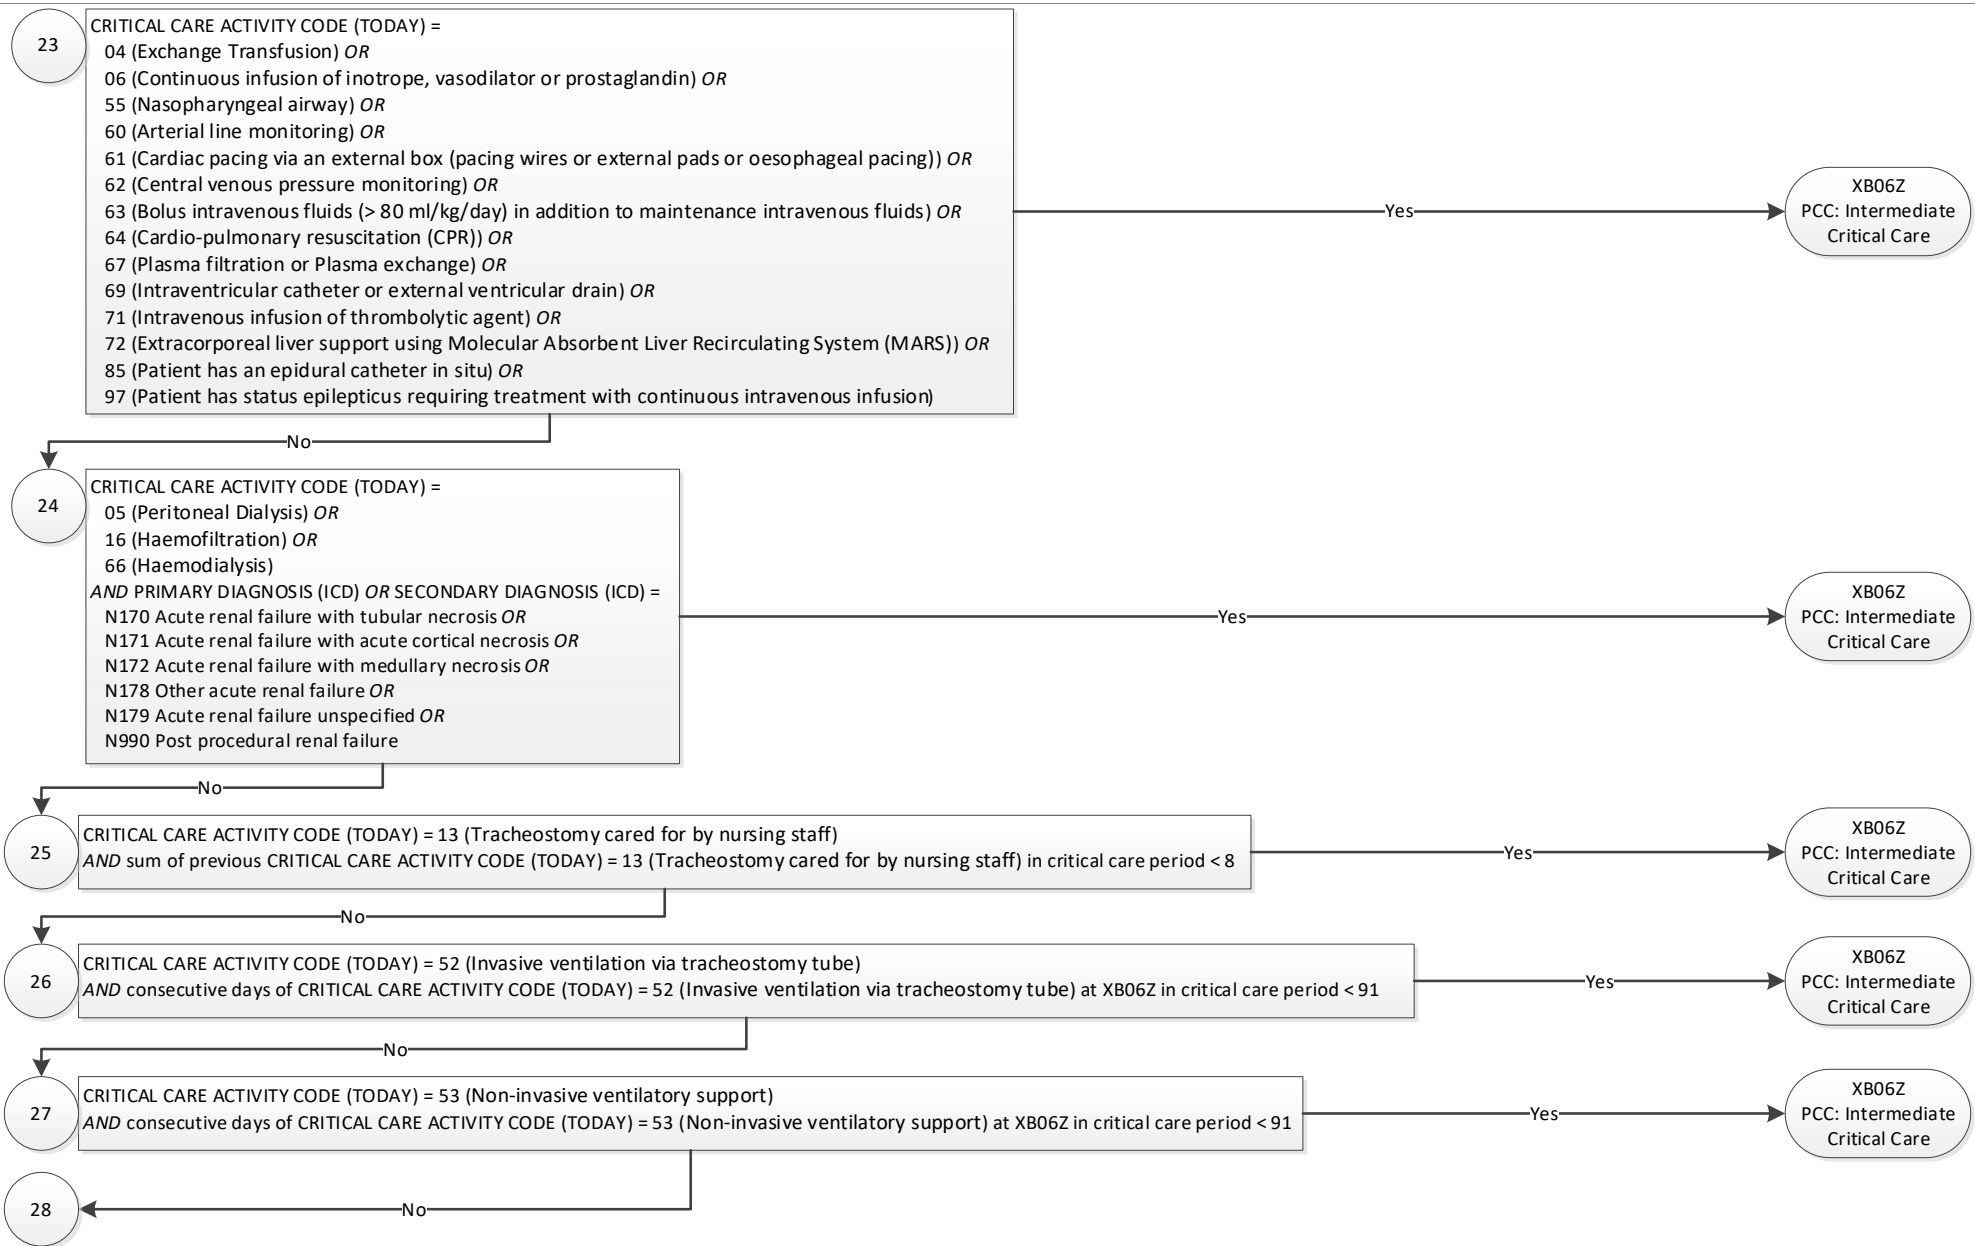 23
CRITICAL CARE ACTIVITY CODE (TODAY) =
04 (Exchange Transfusion) OR
06 (Continuous infusion of inotrope, vasodilator or prostaglandin) OR
55 (Nasopharyngeal airway) OR
60 (Arterial line monitoring) OR
61 (Cardiac pacing via an external box (pacing wires or external pads or oesophageal pacing)) OR
62 (Central venous pressure monitoring) OR
63 (Bolus intravenous fluids (> 80 ml/kg/day) in addition to maintenance intravenous fluids) OR
64 (Cardio-pulmonary resuscitation (CPR)) OR
67 (Plasma filtration or Plasma exchange) OR
69 (Intraventricular catheter or external ventricular drain) OR
71 (Intravenous infusion of thrombolytic agent) OR
72 (Extracorporeal liver support using Molecular Absorbent Liver Recirculating System (MARS)) OR
85 (Patient has an epidural catheter in situ) OR
97 (Patient has status epilepticus requiring treatment with continuous intravenous infusion)
Yes
XB06Z
PCC: Intermediate
Critical Care
No
24
CRITICAL CARE ACTIVITY CODE (TODAY) =
05 (Peritoneal Dialysis) OR
16 (Haemofiltration) OR
66 (Haemodialysis)
AND PRIMARY DIAGNOSIS (ICD) OR SECONDARY DIAGNOSIS (ICD) =
N170 Acute renal failure with tubular necrosis OR
N171 Acute renal failure with acute cortical necrosis OR
N172 Acute renal failure with medullary necrosis OR
N178 Other acute renal failure OR
N179 Acute renal failure unspecified OR
N990 Post procedural renal failure
Yes
XB06Z
PCC: Intermediate
Critical Care
No
25
CRITICAL CARE ACTIVITY CODE (TODAY) = 13 (Tracheostomy cared for by nursing staff)
AND sum of previous CRITICAL CARE ACTIVITY CODE (TODAY) = 13 (Tracheostomy cared for by nursing staff) in critical care period < 8
Yes
XB06Z
PCC: Intermediate
Critical Care
No
26
CRITICAL CARE ACTIVITY CODE (TODAY) = 52 (Invasive ventilation via tracheostomy tube)
AND consecutive days of CRITICAL CARE ACTIVITY CODE (TODAY) = 52 (Invasive ventilation via tracheostomy tube) at XB06Z in critical care period < 91
Yes
XB06Z
PCC: Intermediate
Critical Care
No
27
CRITICAL CARE ACTIVITY CODE (TODAY) = 53 (Non-invasive ventilatory support)
AND consecutive days of CRITICAL CARE ACTIVITY CODE (TODAY) = 53 (Non-invasive ventilatory support) at XB06Z in critical care period < 91
Yes
XB06Z
PCC: Intermediate
Critical Care
No
28